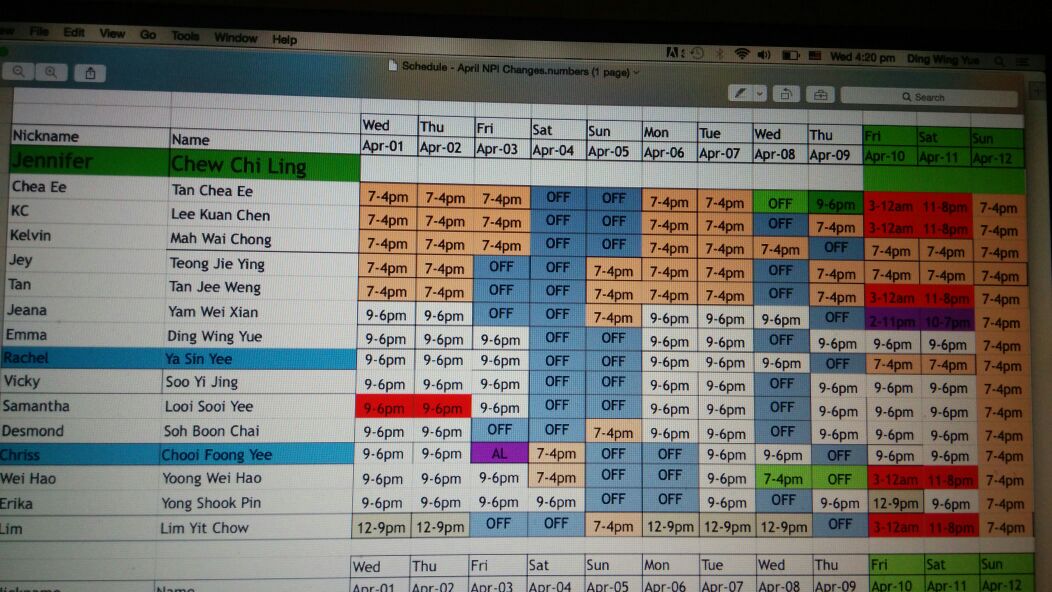 File Edit View Go Tools Window Help
Wed 4:20 pm Ding Wing Yue
Schedule - April NPI Changes.numbers (1 page)
Search
Wed Thu Fri Sat Sun Mon Tue Wed Thu Fri Sat Sun
Nickname Name Apr-01 Apr-02 Apr-03 Apr-04 Apr-05 Apr-06 Apr-07 Apr-08 Apr-09 Apr-10 Apr-11 Apr-12
Jennifer Chew Chi Ling
Chea Ee Tan Chea Ee 7-4pm 7-4pm 7-4pm OFF OFF 7-4pm 7-4pm OFF 9-6pm 3-12am 11-8pm 7-4pm
KC Lee Kuan Chen 7-4pm 7-4pm 7-4pm OFF OFF 7-4pm 7-4pm OFF 7-4pm 3-12am 11-8pm 7-4pm
Kelvin Mah Wai Chong 7-4pm 7-4pm 7-4pm OFF OFF 7-4pm 7-4pm 7-4pm OFF 7-4pm 7-4pm 7-4pm
Jey Teong Jie Ying 7-4pm 7-4pm OFF OFF 7-4pm 7-4pm 7-4pm OFF 7-4pm 7-4pm 7-4pm 7-4pm
Tan Tan Jee Weng 7-4pm 7-4pm OFF OFF 7-4pm 7-4pm 7-4pm OFF 7-4pm 3-12am 11-8pm 7-4pm
Jeana Yam Wei Xian 9-6pm 9-6pm OFF OFF 7-4pm 9-6pm 9-6pm 9-6pm OFF 2-11pm 10-7pm 7-4pm
Emma Ding Wing Yue 9-6pm 9-6pm 9-6pm OFF OFF 9-6pm 9-6pm OFF 9-6pm 9-6pm 9-6pm 7-4pm
Rachel Ya Sin Yee 9-6pm 9-6pm 9-6pm OFF OFF 9-6pm 9-6pm 9-6pm OFF 7-4pm 7-4pm 7-4pm
Vicky Soo Yi Jing 9-6pm 9-6pm 9-6pm OFF OFF 9-6pm 9-6pm OFF 9-6pm 9-6pm 9-6pm 7-4pm
Samantha Looi Sooi Yee 9-6pm 9-6pm 9-6pm OFF OFF 9-6pm 9-6pm OFF 9-6pm 9-6pm 9-6pm 7-4pm
Desmond Soh Boon Chai 9-6pm 9-6pm OFF OFF 7-4pm 9-6pm 9-6pm OFF 9-6pm 9-6pm 9-6pm 7-4pm
Chriss Chooi Foong Yee 9-6pm 9-6pm AL 7-4pm OFF OFF 9-6pm 9-6pm OFF 9-6pm 9-6pm 7-4pm
Wei Hao Yoong Wei Hao 9-6pm 9-6pm 9-6pm 7-4pm OFF OFF 9-6pm 7-4pm OFF 3-12am 11-8pm 7-4pm
Erika Yong Shook Pin 9-6pm 9-6pm 9-6pm 9-6pm OFF OFF 9-6pm OFF 9-6pm 12-9pm 9-6pm 7-4pm
Lim Lim Yit Chow 12-9pm 12-9pm OFF OFF 7-4pm 12-9pm 12-9pm 12-9pm OFF 3-12am 11-8pm 7-4pm
Wed Thu Fri Sat Sun Mon Tue Wed Thu Fri Sat Sun
Nickname Name Apr-01 Apr-02 Apr-03 Apr-04 Apr-05 Apr-06 Apr-07 Apr-08 Apr-09 Apr-10 Apr-11 Apr-12